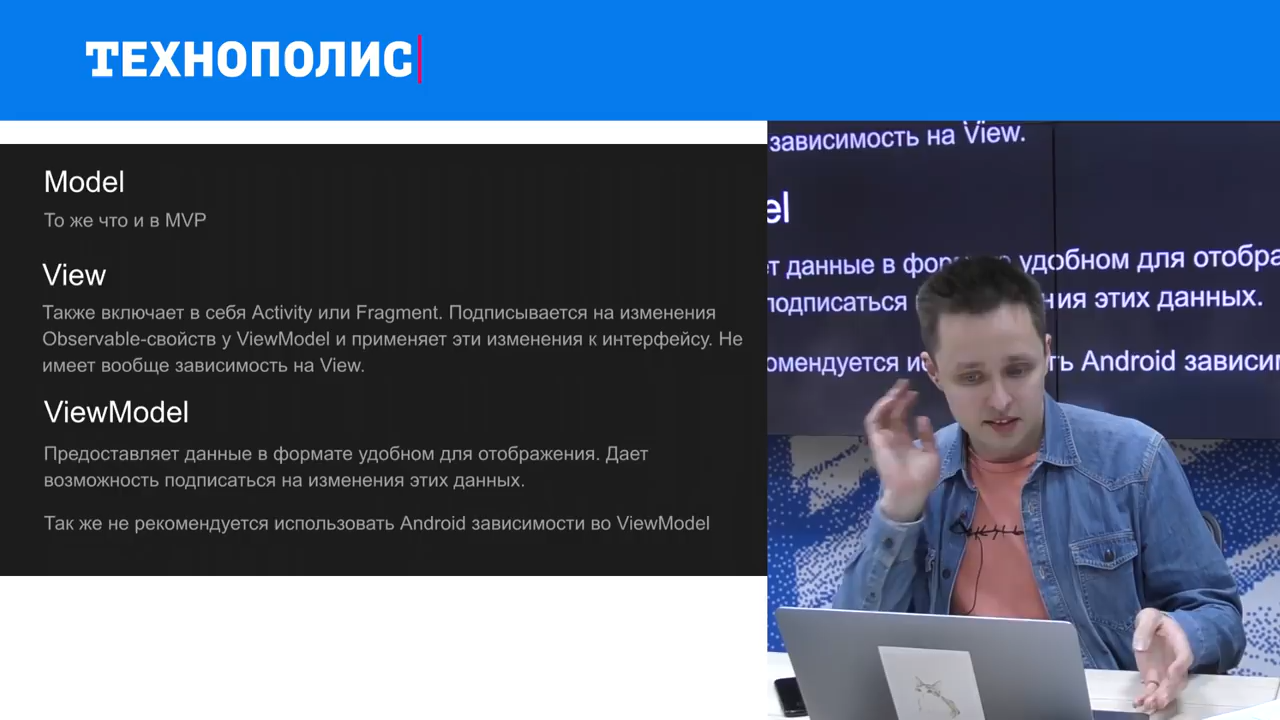 ТЕХНОПОЛИС
Model
То же что и в MVP
View
Также включает в себя Activity или Fragment. Подписывается на изменения
Observable-свойств у ViewModel и применяет эти изменения к интерфейсу. Не
имеет вообще зависимость на View.
ViewModel
Предоставляет данные в формате удобном для отображения. Дает
возможность подписаться на изменения этих данных.
Так же не рекомендуется использовать Android зависимости во ViewModel
зависимость на View.
el
ет данные в фор удобном для отобра
подписаться ния этих данных.
омендуется ис ть Android зависи